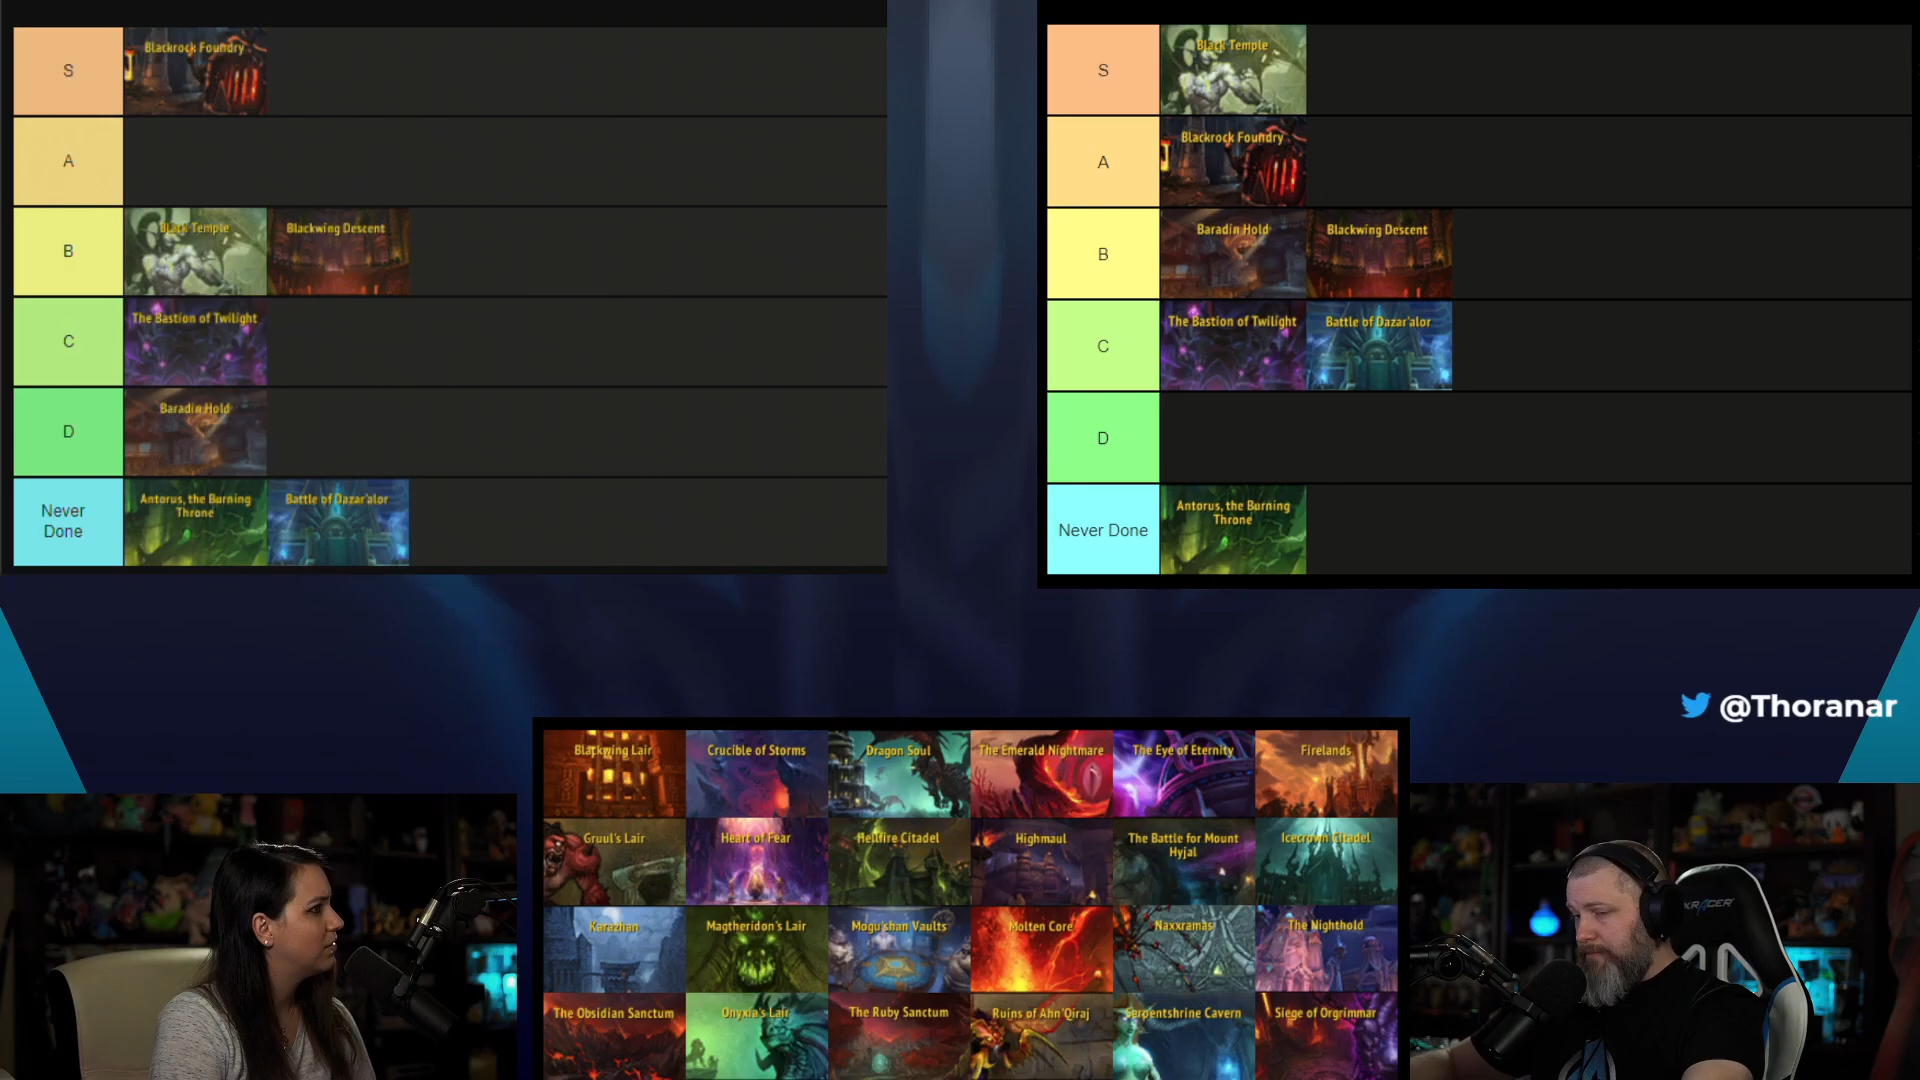 S
Blackrock Foundry
A
B
Black Temple
Blackwing Descent
C
The Bastion of Twilight
D
Baradin Hold
Never
Done
Antorus, the Burning
Throne
Battle of Dazar'alor
S
Black Temple
A
Blackrock Foundry
B
Baradin Hold
Blackwing Descent
C
The Bastion of Twilight
Battle of Dazar'alor
D
Never Done
Antorus, the Burning
Throne
@Thoranar
Blackwing Lair
Crucible of Storms
Dragon Soul
The Emerald Nightmare
The Eye of Eternity
Firelands
Gruul's Lair
Heart of Fear
Hellfire Citadel
Highmaul
The Battle for Mount
Hyjal
Icecrown Citadel
Karazhan
Magtheridon's Lair
Mogu'shan Vaults
Molten Core
Naxxramas
The Nighthold
The Obsidian Sanctum
Onyxia's Lair
The Ruby Sanctum
Ruins of Ahn'Qiraj
Serpentshrine Cavern
Siege of Orgrimmar